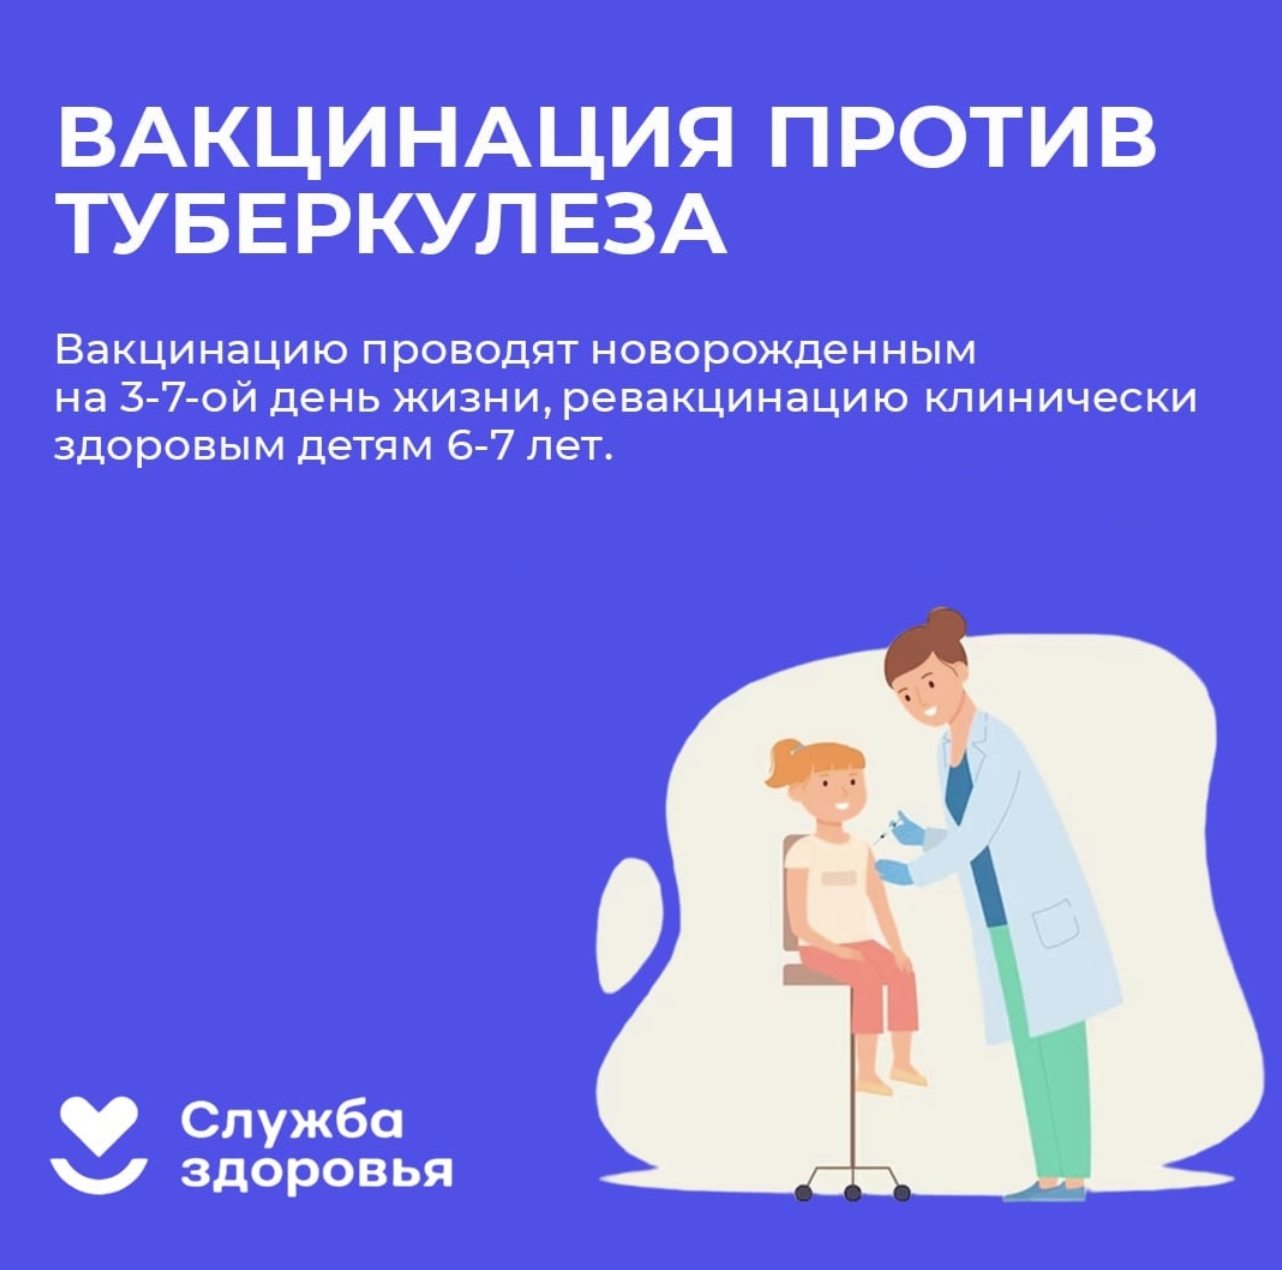 ВАКЦИНАЦИЯ ПРОТИВ
ТУБЕРКУЛЕЗА
Вакцинацию проводят новорожденным
на 3-7-ой день жизни, ревакцинацию клинически
здоровым детям 6-7 лет.
Служба
здоровья